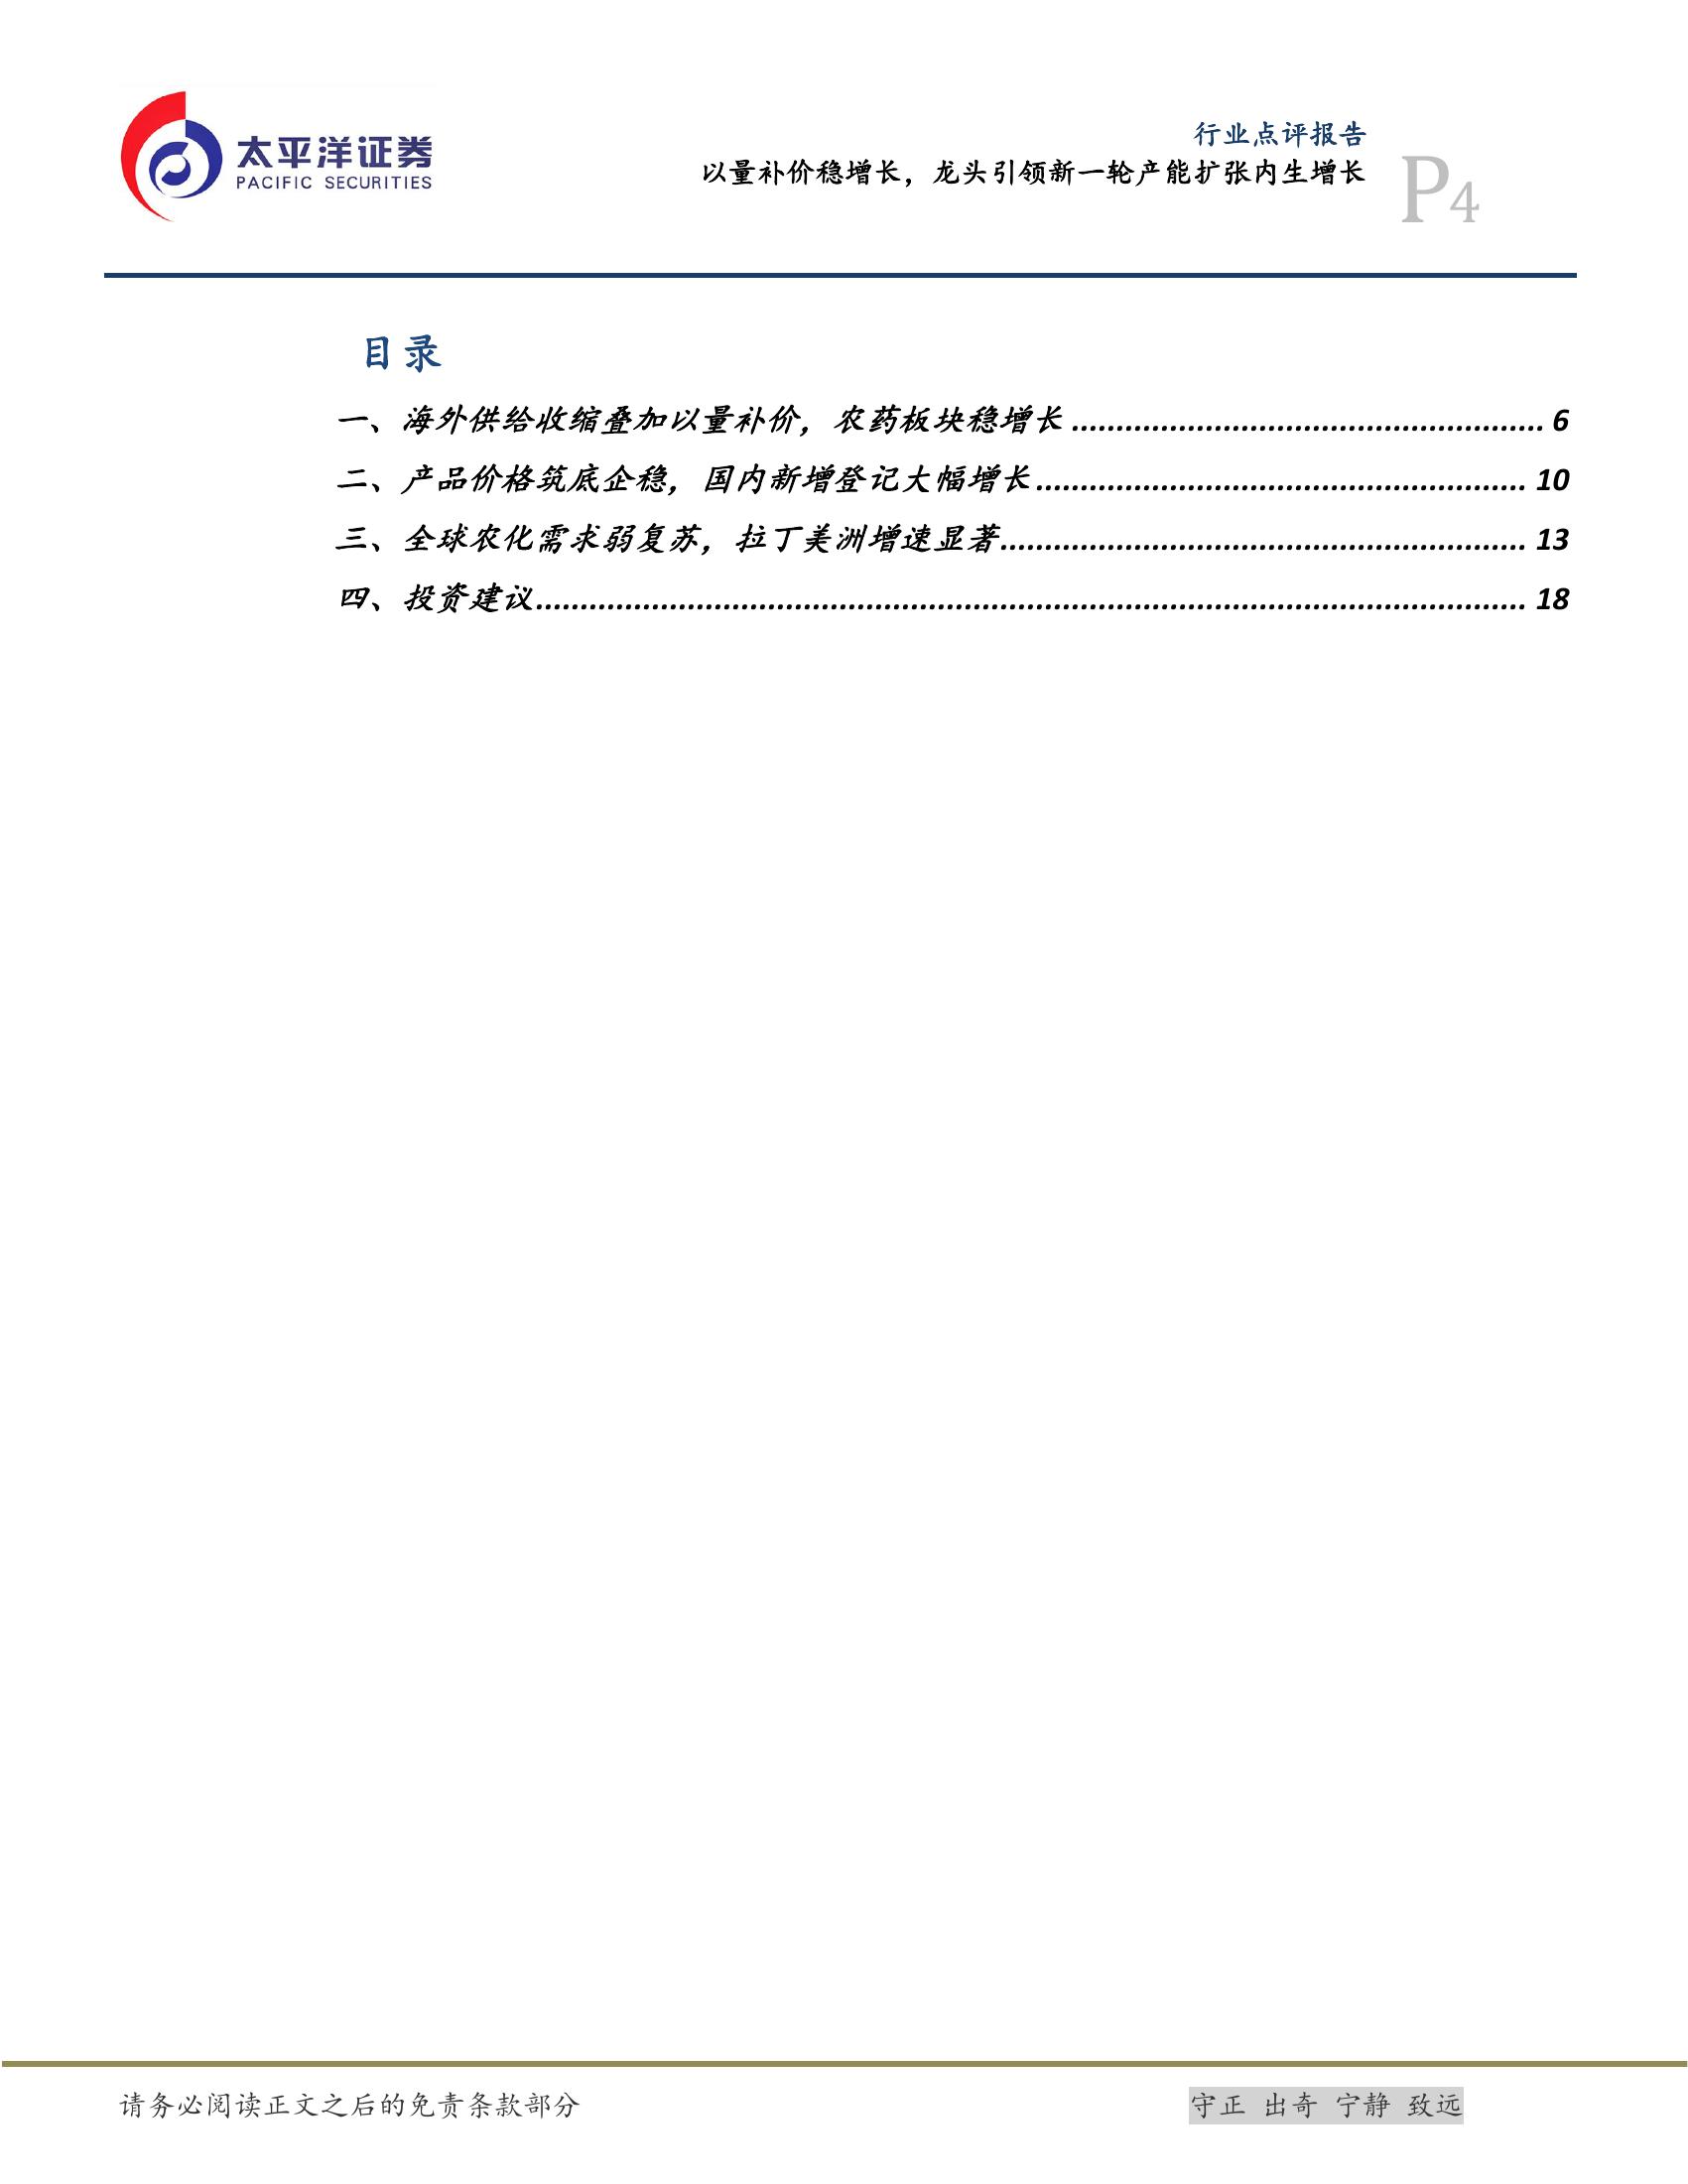 太平洋证券
PACIFIC SECURITIES
行业点评报告
以量补价稳增长，龙头引领新一轮产能扩张内生增长
P4
目录
一、海外供给收缩叠加以量补价，农药板块稳增长 6
二、产品价格筑底企稳，国内新增登记大幅增长 10
三、全球农化需求弱复苏，拉丁美洲增速显著 13
四、投资建议 18
请务必阅读正文之后的免责条款部分
守正 出奇 宁静 致远